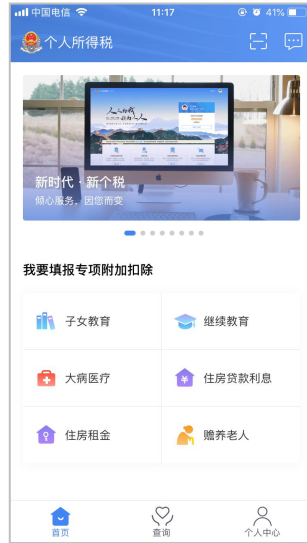 中国电信 11:17 41%
个人所得税
新时代·新个税
倾心服务，因您而变
我要填报专项附加扣除
子女教育
继续教育
大病医疗
住房贷款利息
住房租金
赡养老人
首页
查询
个人中心